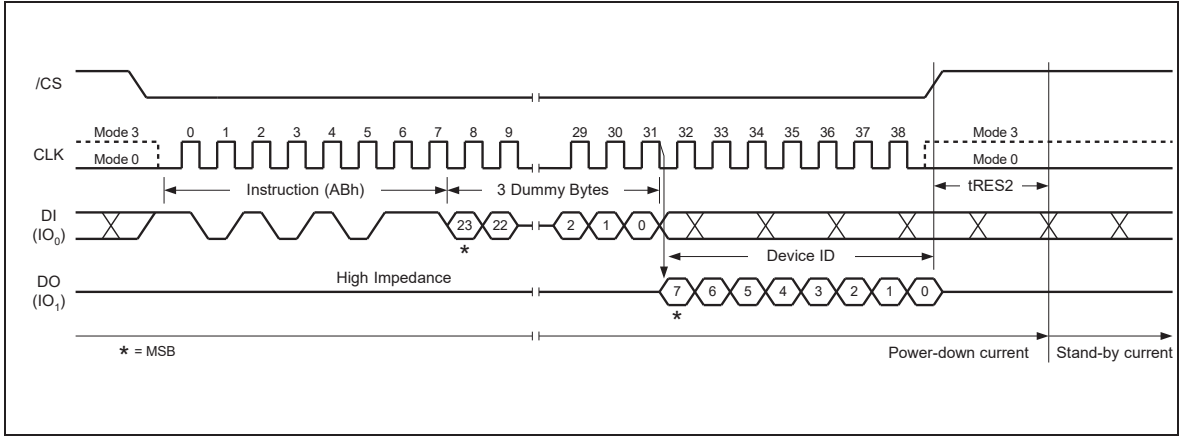 /CS
Mode 3 0 1 2 3 4 5 6 7 8 9 29 30 31 32 33 34 35 36 37 38 Mode 3
CLK
Mode 0 Mode 0
Instruction (ABh) 3 Dummy Bytes tRES2
DI
(IO0)
23 22 2 1 0
*
Device ID
High Impedance
DO
(IO1)
7 6 5 4 3 2 1 0
*
* = MSB
Power-down current Stand-by current